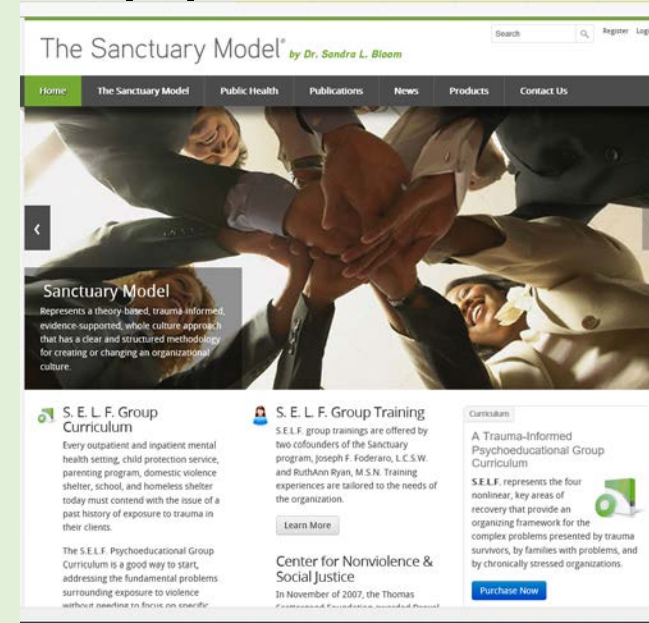 The Sanctuary Model® by Dr. Sandra L. Bloom
Search
Register
Home
The Sanctuary Model
Public Health
Publications
News
Products
Contact Us
Sanctuary Model
Represents a theory-based, trauma-informed,
evidence-supported, whole culture approach
that has a clear and structured methodology
for creating or changing an organizational
culture.
S. E. L. F. Group
Curriculum
Every outpatient and inpatient mental
health setting, child protection service,
parenting program, domestic violence
shelter, school, and homeless shelter
today must contend with the issue of a
past history of exposure to trauma in
their clients.
The S.E.L.F. Psychoeducational Group
Curriculum is a good way to start,
addressing the fundamental problems
surrounding exposure to violence
without needing to focus on specific
S. E. L. F. Group Training
S.E.L.F. group trainings are offered by
two cofounders of the Sanctuary
program, Joseph F. Foderaro, L.C.S.W.
and RuthAnn Ryan, M.S.N. Training
experiences are tailored to the needs of
the organization.
Learn More
Center for Nonviolence &
Social Justice
In November of 2007, the Thomas
Curriculum
A Trauma-Informed
Psychoeducational Group
Curriculum
S.E.L.F. represents the four
nonlinear, key areas of
recovery that provide an
organizing framework for the
complex problems presented by trauma
survivors, by families with problems, and
by chronically stressed organizations.
Purchase Now